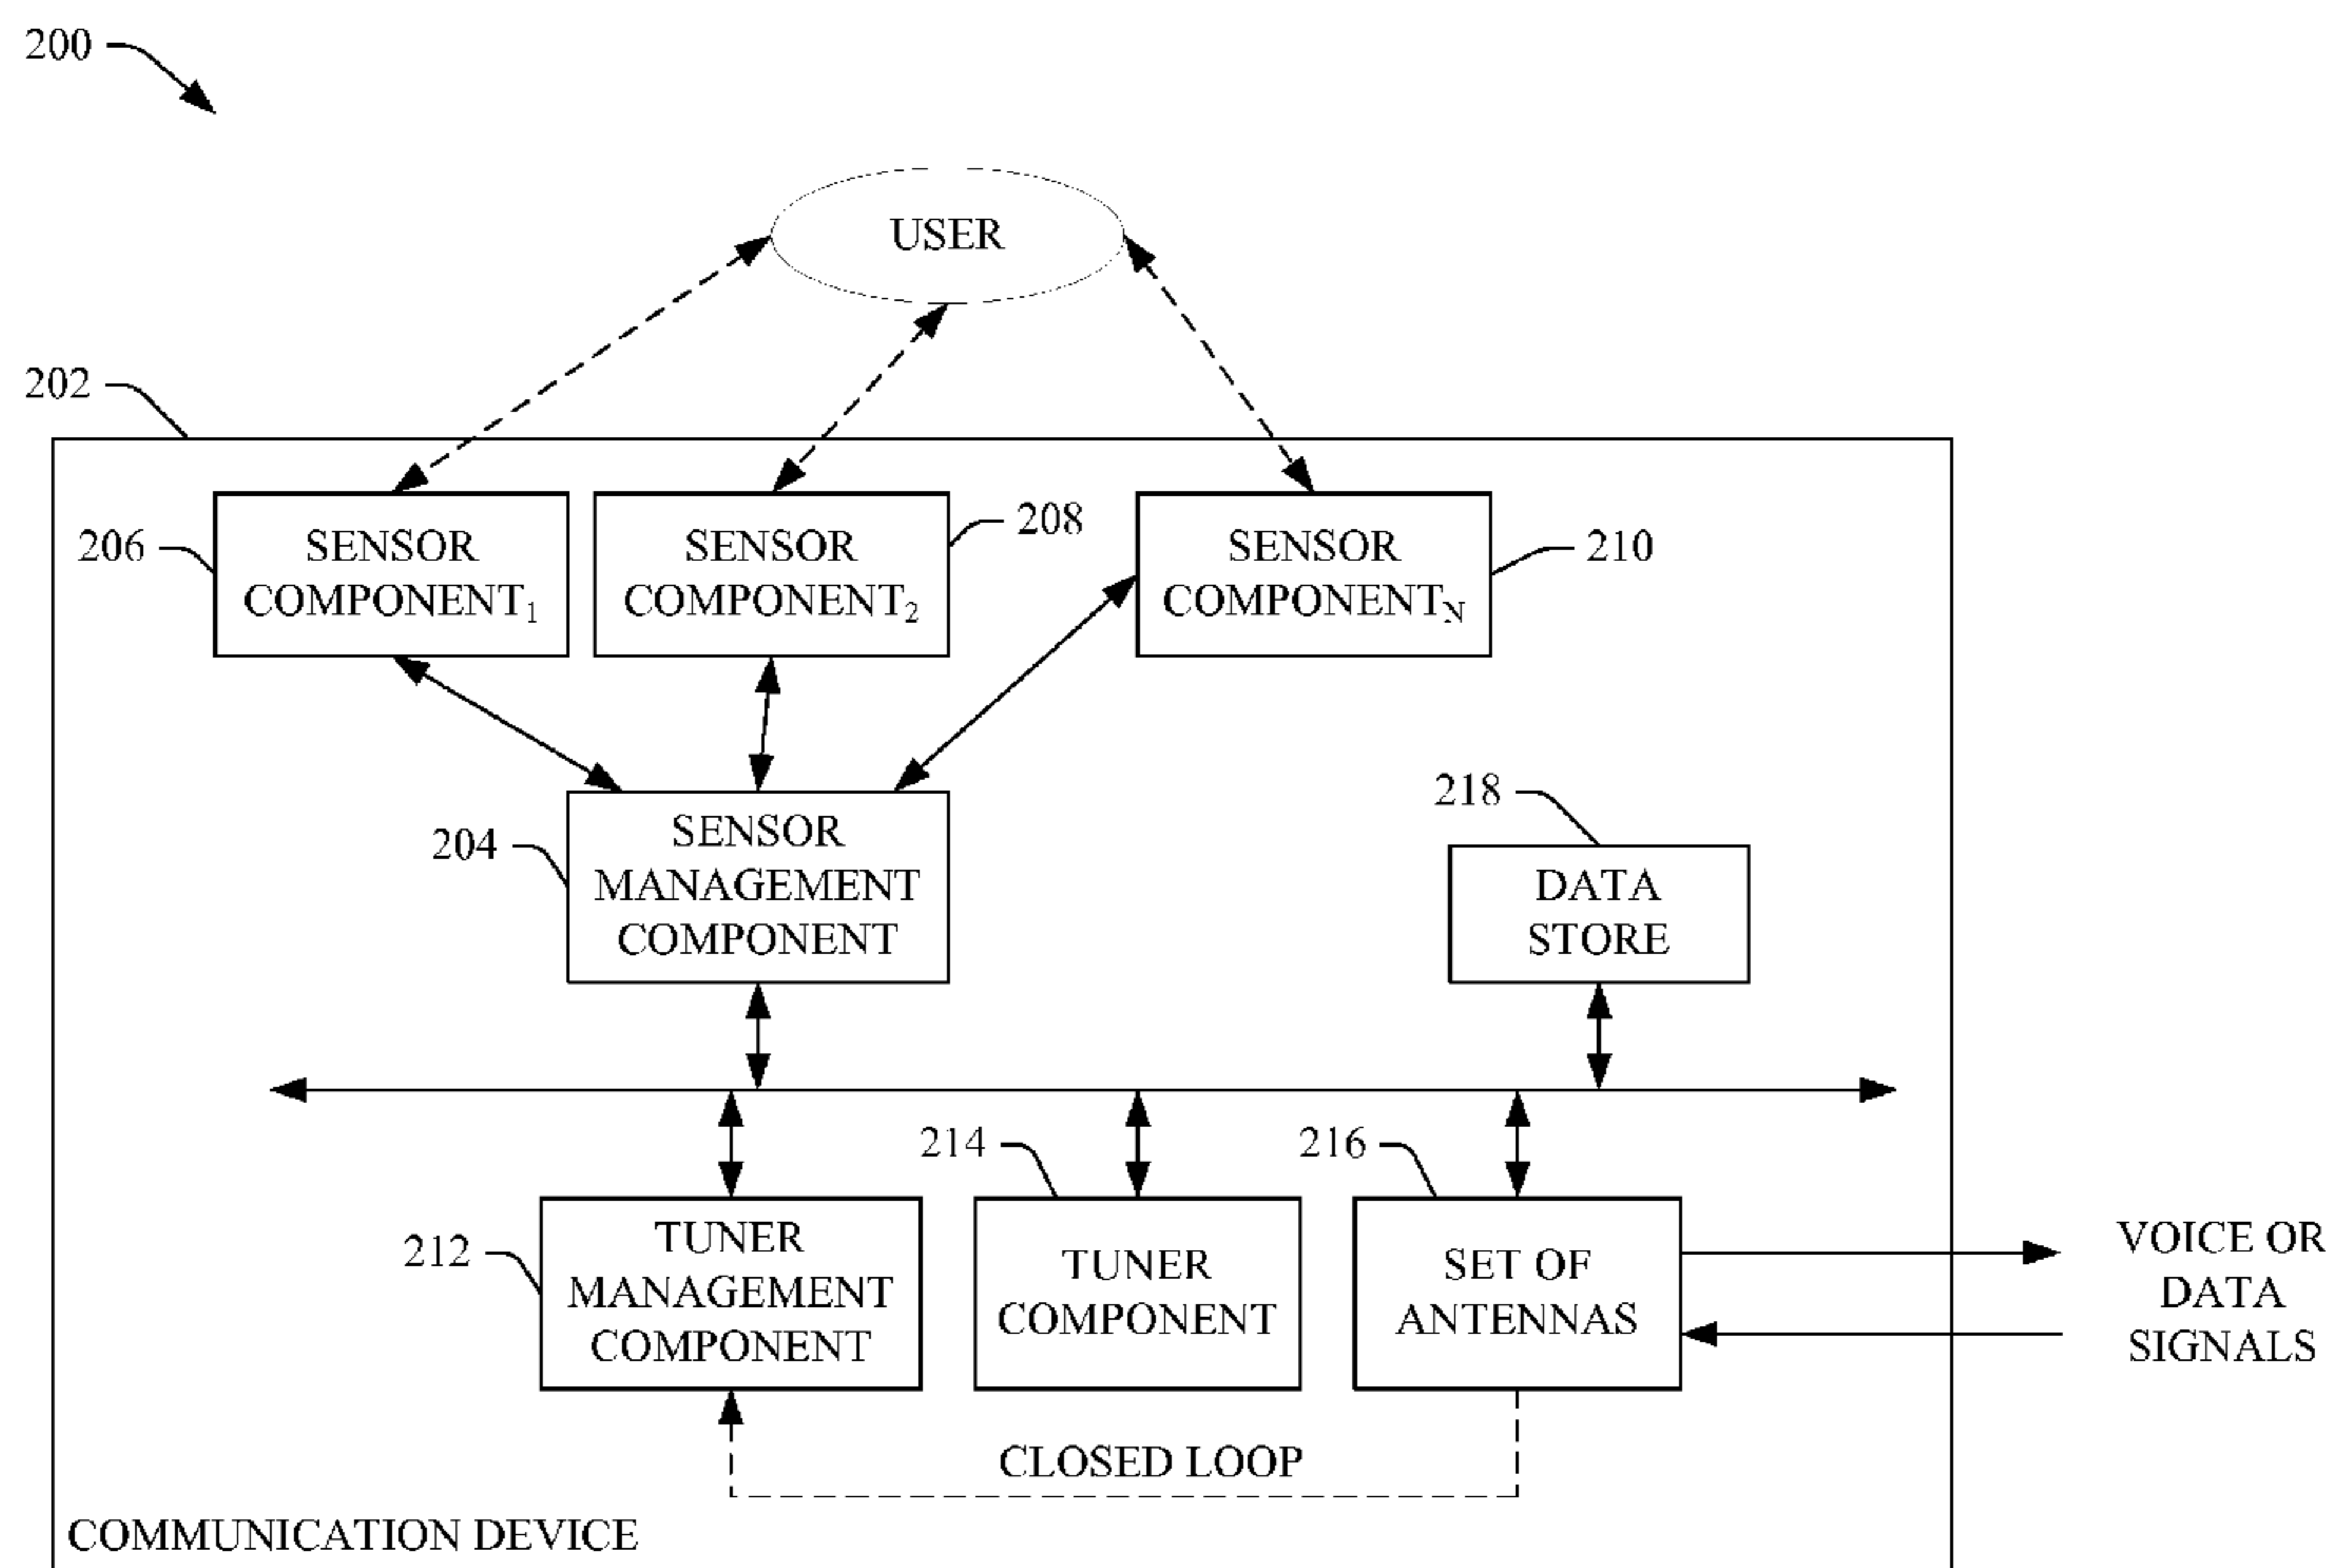 200
USER
202
206
SENSOR
COMPONENT1
SENSOR
COMPONENT2
208
SENSOR
COMPONENTN
210
204
SENSOR
MANAGEMENT
COMPONENT
218
DATA
STORE
214
216
212
TUNER
MANAGEMENT
COMPONENT
TUNER
COMPONENT
SET OF
ANTENNAS
VOICE OR
DATA
SIGNALS
CLOSED LOOP
COMMUNICATION DEVICE